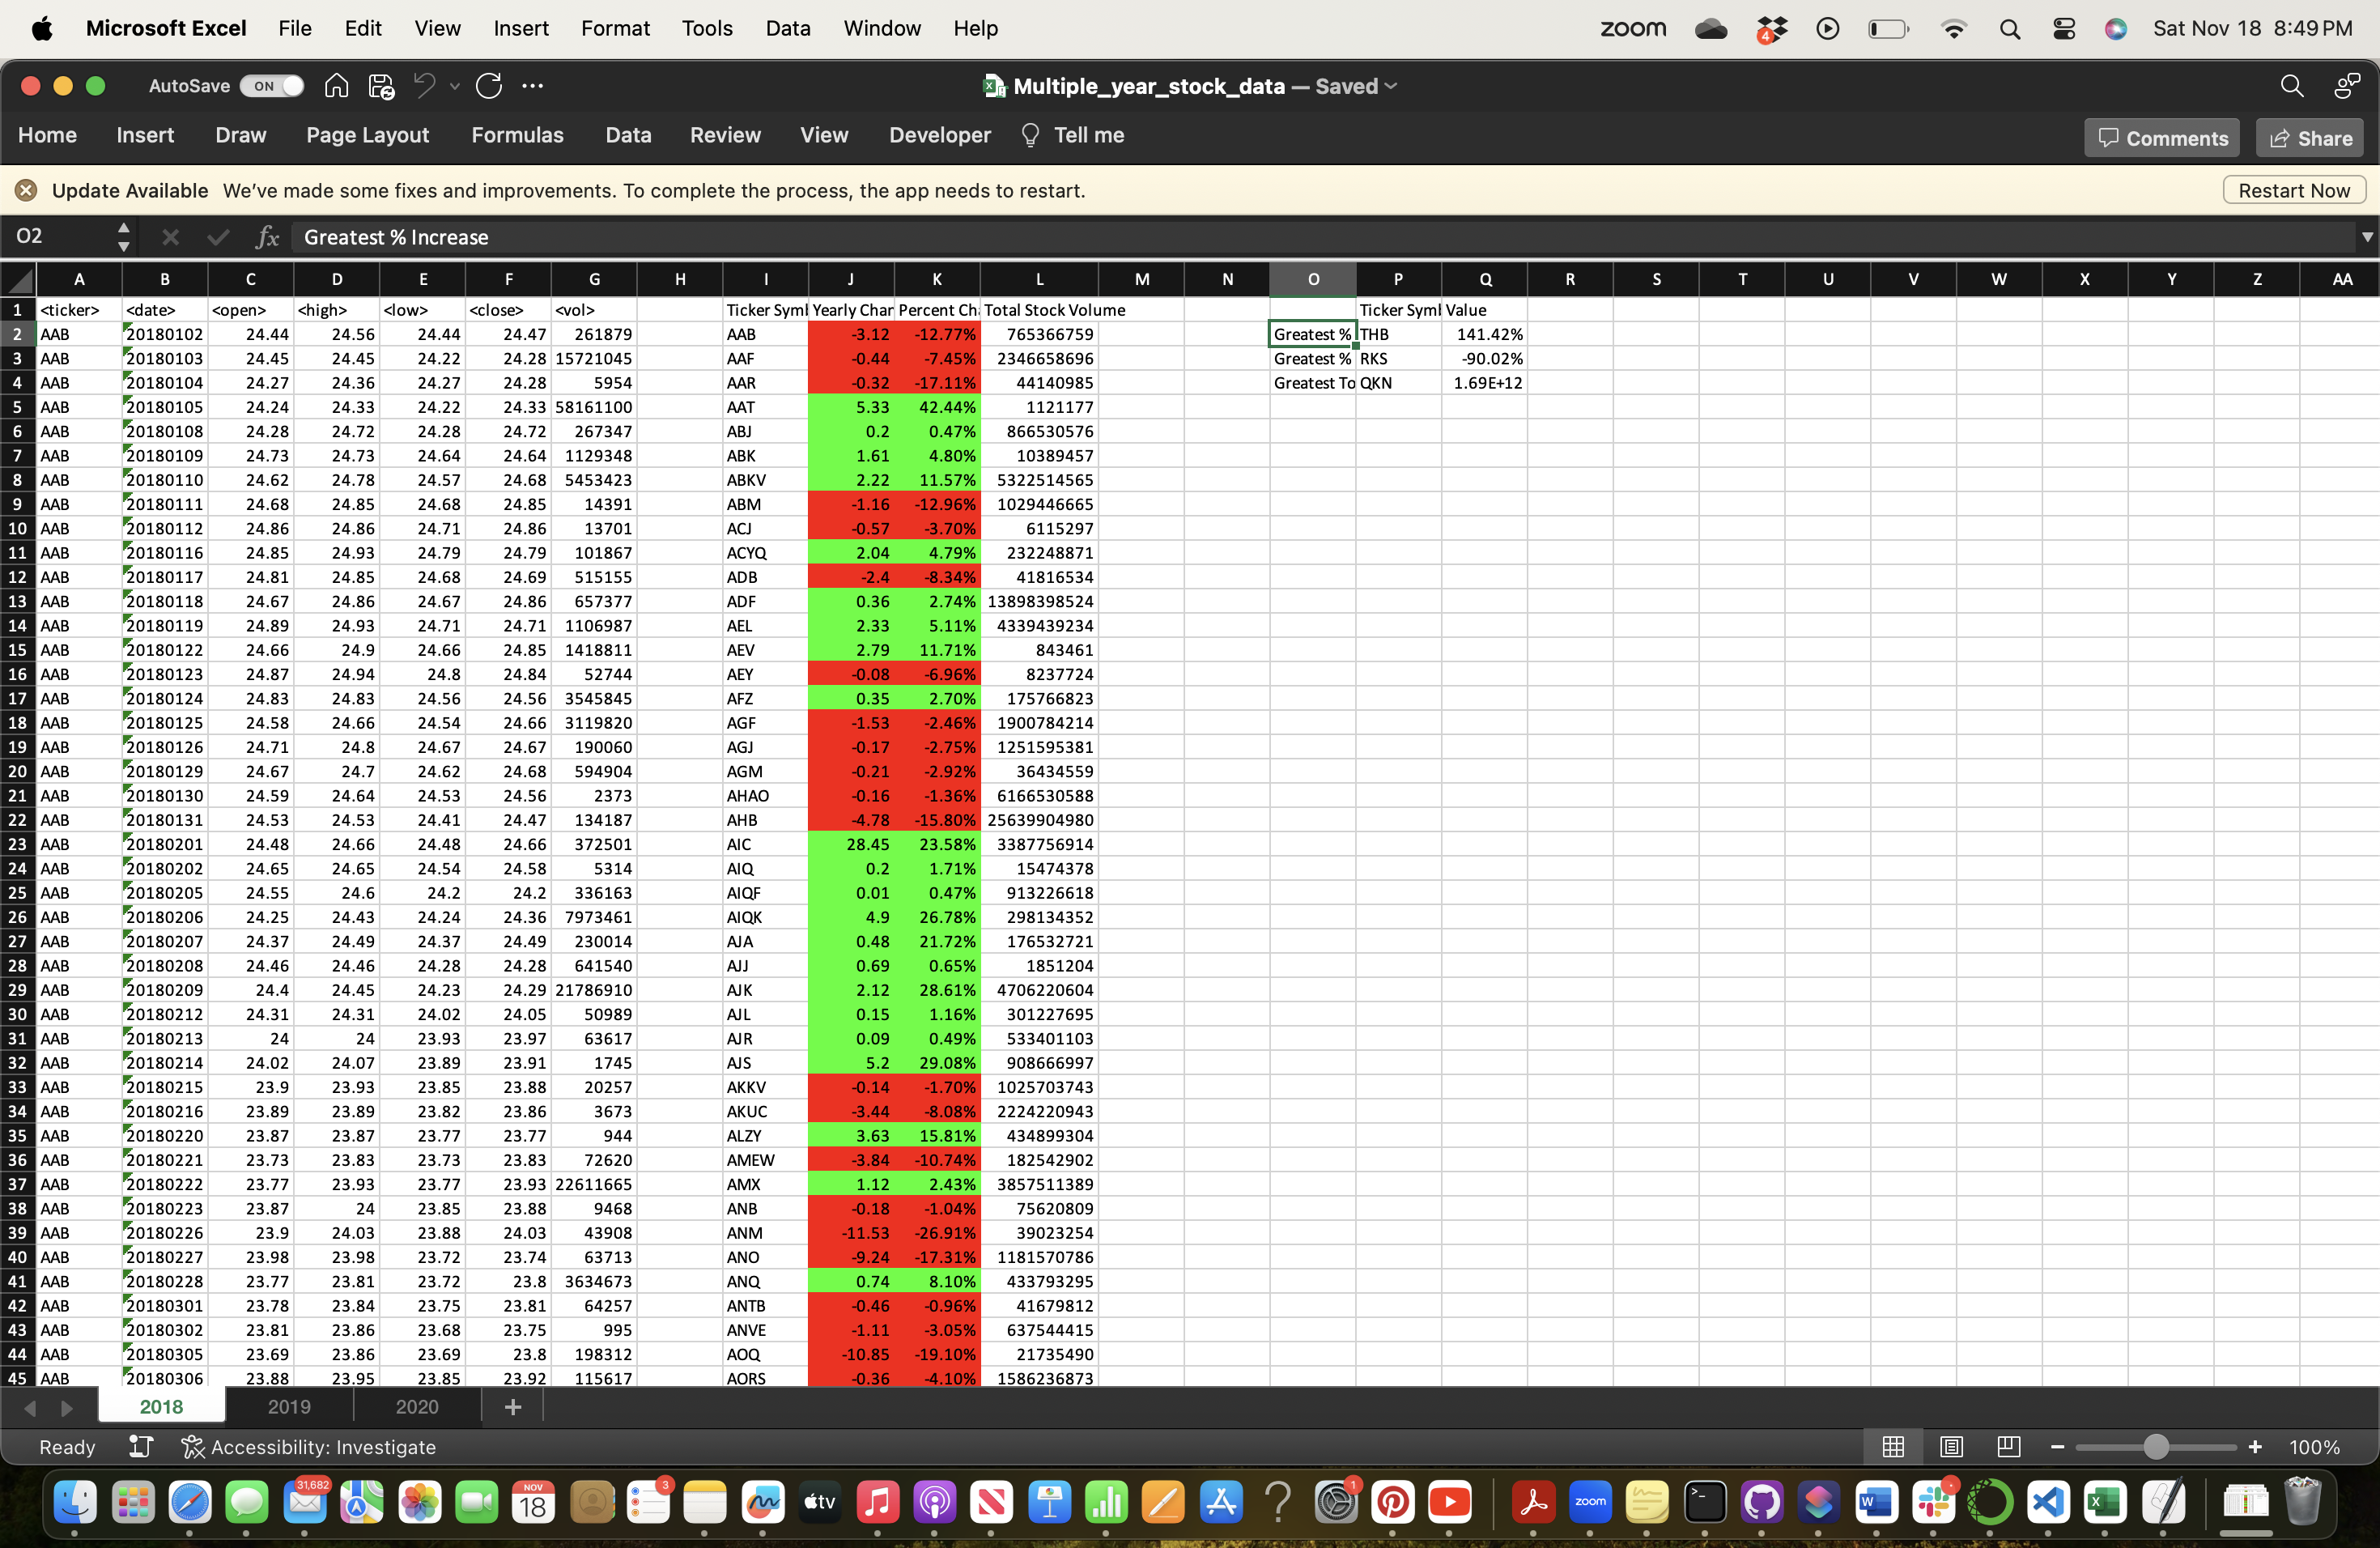 Microsoft Excel File Edit View Insert Format Tools Data Window Help zoom 4 Sat Nov 18 8:49 PM
AutoSave ON Multiple_year_stock_data — Saved
Home Insert Draw Page Layout Formulas Data Review View Developer Tell me Comments Share
Update Available We've made some fixes and improvements. To complete the process, the app needs to restart. Restart Now
O2 fx Greatest % Increase
A B C D E F G H I J K L M N O P Q R S T U V W X Y Z AA
1 <ticker> <date> <open> <high> <low> <close> <vol> Ticker Syml Yearly Char Percent Ch Total Stock Volume Ticker Syml Value
2 AAB 20180102 24.44 24.56 24.44 24.47 261879 AAB -3.12 -12.77% 765366759 Greatest % THB 141.42%
3 AAB 20180103 24.45 24.45 24.22 24.28 15721045 AAF -0.44 -7.45% 2346658696 Greatest % RKS -90.02%
4 AAB 20180104 24.27 24.36 24.27 24.28 5954 AAR -0.32 -17.11% 44140985 Greatest To QKN 1.69E+12
5 AAB 20180105 24.24 24.33 24.22 24.33 58161100 AAT 5.33 42.44% 1121177
6 AAB 20180108 24.28 24.72 24.28 24.72 267347 ABJ 0.2 0.47% 866530576
7 AAB 20180109 24.73 24.73 24.64 24.64 1129348 ABK 1.61 4.80% 10389457
8 AAB 20180110 24.62 24.78 24.57 24.68 5453423 ABKV 2.22 11.57% 5322514565
9 AAB 20180111 24.68 24.85 24.68 24.85 14391 ABM -1.16 -12.96% 1029446665
10 AAB 20180112 24.86 24.86 24.71 24.86 13701 ACJ -0.57 -3.70% 6115297
11 AAB 20180116 24.85 24.93 24.79 24.79 101867 ACYQ 2.04 4.79% 232248871
12 AAB 20180117 24.81 24.85 24.68 24.69 515155 ADB -2.4 -8.34% 41816534
13 AAB 20180118 24.67 24.86 24.67 24.86 657377 ADF 0.36 2.74% 13898398524
14 AAB 20180119 24.89 24.93 24.71 24.71 1106987 AEL 2.33 5.11% 4339439234
15 AAB 20180122 24.66 24.9 24.66 24.85 1418811 AEV 2.79 11.71% 843461
16 AAB 20180123 24.87 24.94 24.8 24.84 52744 AEY -0.08 -6.96% 8237724
17 AAB 20180124 24.83 24.83 24.56 24.56 3545845 AFZ 0.35 2.70% 175766823
18 AAB 20180125 24.58 24.66 24.54 24.66 3119820 AGF -1.53 -2.46% 1900784214
19 AAB 20180126 24.71 24.8 24.67 24.67 190060 AGJ -0.17 -2.75% 1251595381
20 AAB 20180129 24.67 24.7 24.62 24.68 594904 AGM -0.21 -2.92% 36434559
21 AAB 20180130 24.59 24.64 24.53 24.56 2373 AHAO -0.16 -1.36% 6166530588
22 AAB 20180131 24.53 24.53 24.41 24.47 134187 AHB -4.78 -15.80% 25639904980
23 AAB 20180201 24.48 24.66 24.48 24.66 372501 AIC 28.45 23.58% 3387756914
24 AAB 20180202 24.65 24.65 24.54 24.58 5314 AIQ 0.2 1.71% 15474378
25 AAB 20180205 24.55 24.6 24.2 24.2 336163 AIQF 0.01 0.47% 913226618
26 AAB 20180206 24.25 24.43 24.24 24.36 7973461 AIQK 4.9 26.78% 298134352
27 AAB 20180207 24.37 24.49 24.37 24.49 230014 AJA 0.48 21.72% 176532721
28 AAB 20180208 24.46 24.46 24.28 24.28 641540 AJJ 0.69 0.65% 1851204
29 AAB 20180209 24.4 24.45 24.23 24.29 21786910 AJK 2.12 28.61% 4706220604
30 AAB 20180212 24.31 24.31 24.02 24.05 50989 AJL 0.15 1.16% 301227695
31 AAB 20180213 24 24 23.93 23.97 63617 AJR 0.09 0.49% 533401103
32 AAB 20180214 24.02 24.07 23.89 23.91 1745 AJS 5.2 29.08% 908666997
33 AAB 20180215 23.9 23.93 23.85 23.88 20257 AKKV -0.14 -1.70% 1025703743
34 AAB 20180216 23.89 23.89 23.82 23.86 3673 AKUC -3.44 -8.08% 2224220943
35 AAB 20180220 23.87 23.87 23.77 23.77 944 ALZY 3.63 15.81% 434899304
36 AAB 20180221 23.73 23.83 23.73 23.83 72620 AMEW -3.84 -10.74% 182542902
37 AAB 20180222 23.77 23.93 23.77 23.93 22611665 AMX 1.12 2.43% 3857511389
38 AAB 20180223 23.87 24 23.85 23.88 9468 ANB -0.18 -1.04% 75620809
39 AAB 20180226 23.9 24.03 23.88 24.03 43908 ANM -11.53 -26.91% 39023254
40 AAB 20180227 23.98 23.98 23.72 23.74 63713 ANO -9.24 -17.31% 1181570786
41 AAB 20180228 23.77 23.81 23.72 23.8 3634673 ANQ 0.74 8.10% 433793295
42 AAB 20180301 23.78 23.84 23.75 23.81 64257 ANTB -0.46 -0.96% 41679812
43 AAB 20180302 23.81 23.86 23.68 23.75 995 ANVE -1.11 -3.05% 637544415
44 AAB 20180305 23.69 23.86 23.69 23.8 198312 AOQ -10.85 -19.10% 21735490
45 AAB 20180306 23.88 23.95 23.85 23.92 115617 AORS -0.36 -4.10% 1586236873
2018 2019 2020
Ready Accessibility: Investigate 100%
31,682 NOV 18 3 tv 1 zoom W X